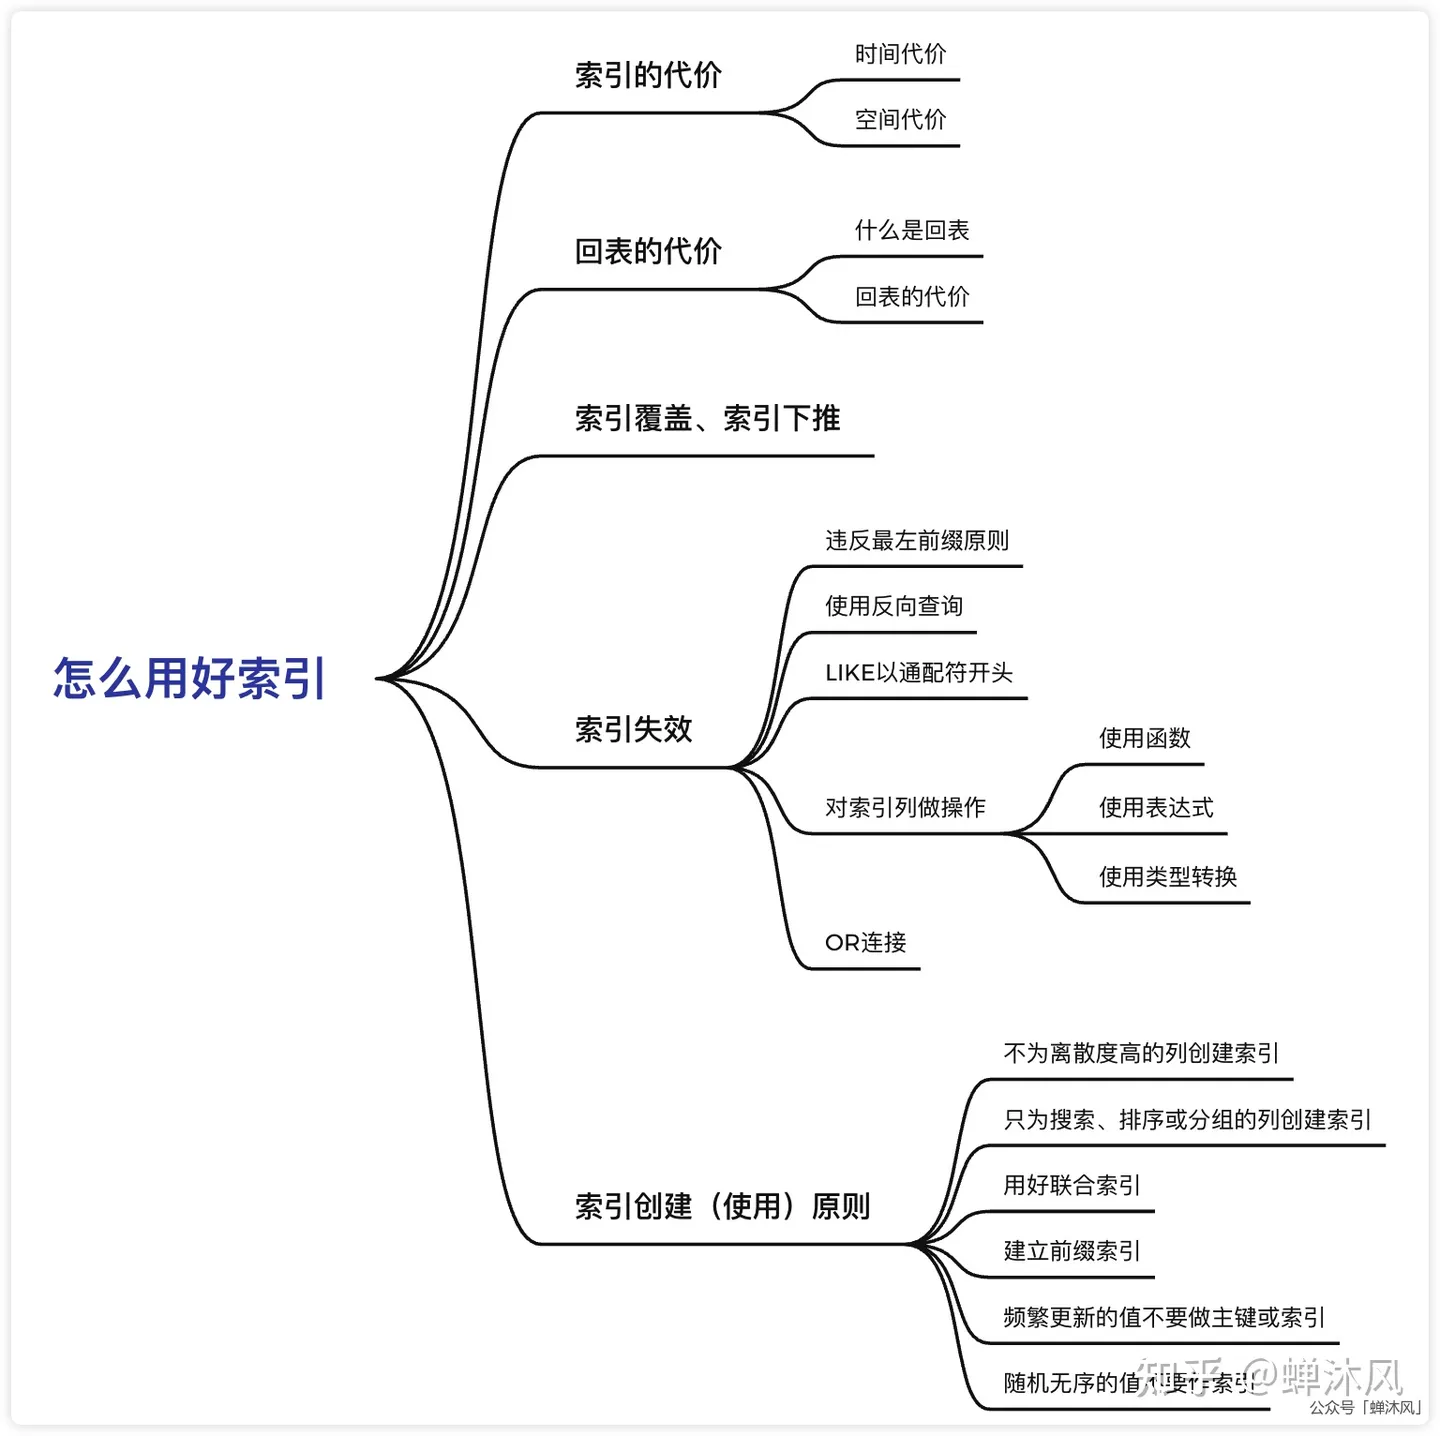 索引的代价
时间代价
空间代价
回表的代价
什么是回表
回表的代价
索引覆盖、索引下推
怎么用好索引
索引失效
违反最左前缀原则
使用反向查询
LIKE以通配符开头
对索引列做操作
使用函数
使用表达式
使用类型转换
OR连接
索引创建（使用）原则
不为离散度高的列创建索引
只为搜索、排序或分组的列创建索引
用好联合索引
建立前缀索引
频繁更新的值不要做主键或索引
随机无序的值不要作索引
知乎 @蝉沐风
公众号「蝉沐风」